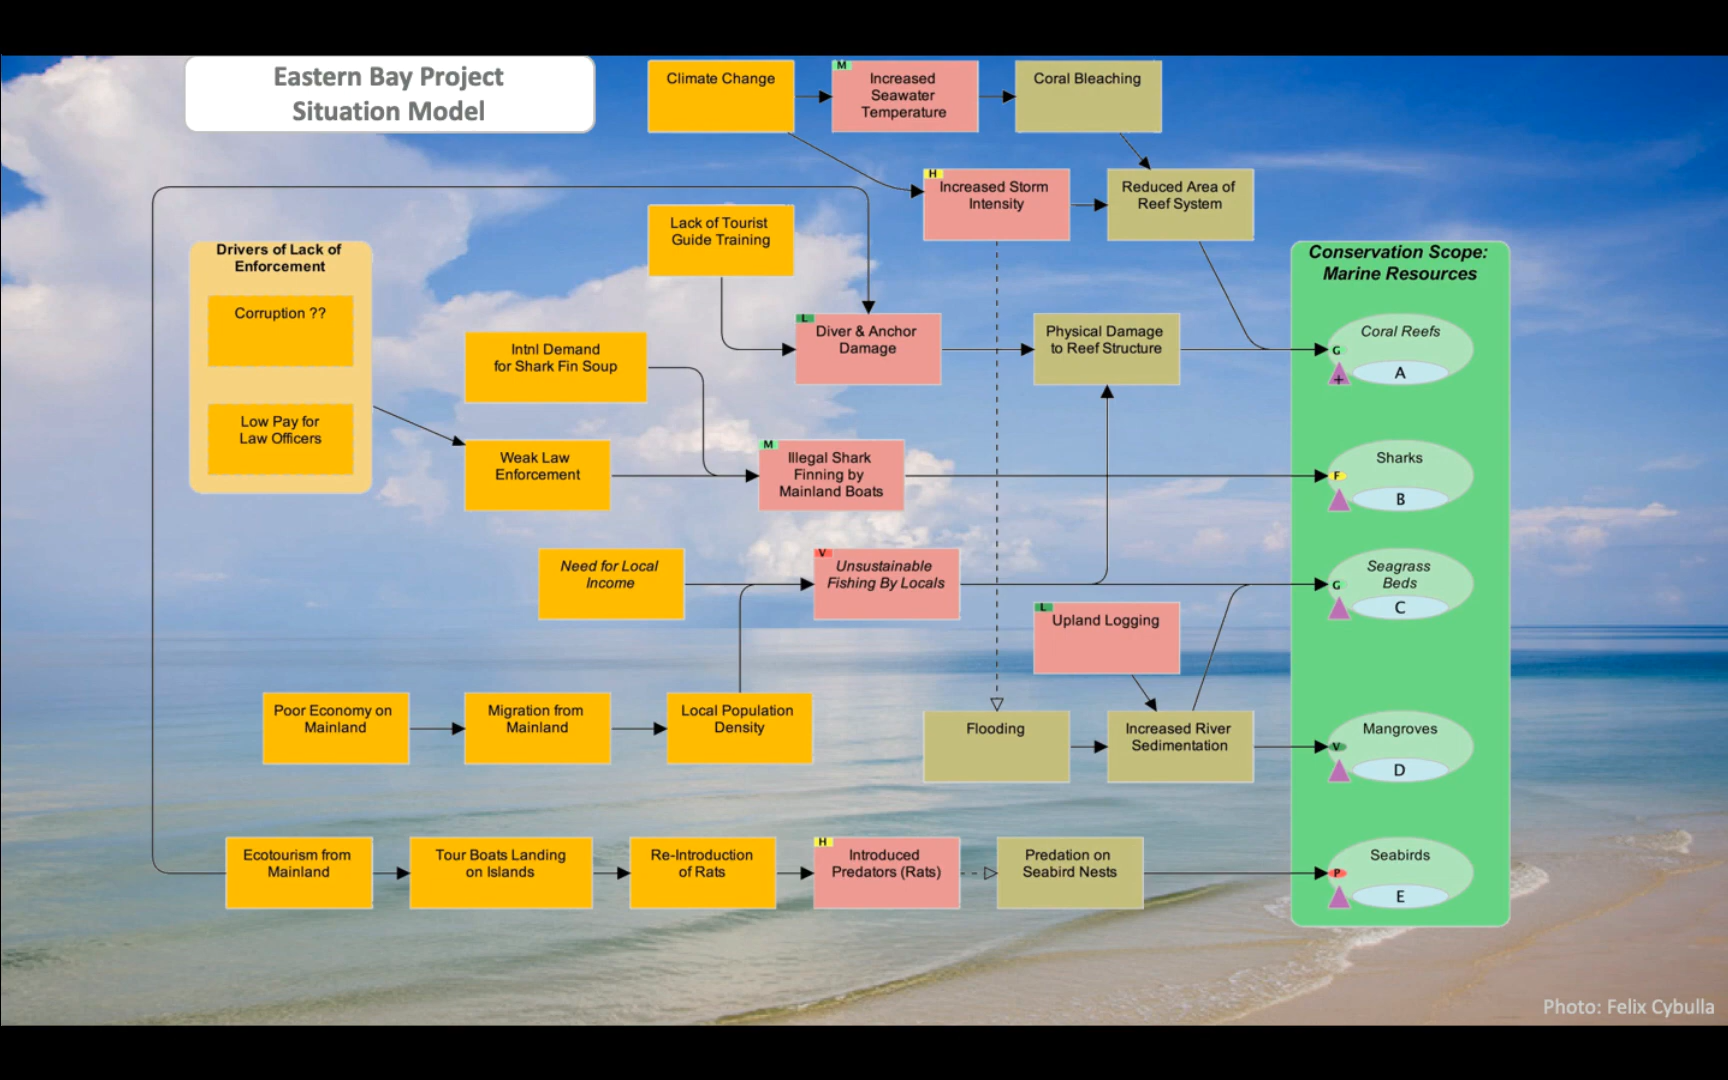 Eastern Bay Project
Situation Model
Climate Change
M
Increased
Seawater
Temperature
Coral Bleaching
H
Increased Storm
Intensity
Reduced Area of
Reef System
Lack of Tourist
Guide Training
Drivers of Lack of
Enforcement
Corruption ??
Low Pay for
Law Officers
Intnl Demand
for Shark Fin Soup
L
Diver & Anchor
Damage
Physical Damage
to Reef Structure
Weak Law
Enforcement
M
Illegal Shark
Finning by
Mainland Boats
Need for Local
Income
V
Unsustainable
Fishing By Locals
L
Upland Logging
Poor Economy on
Mainland
Migration from
Mainland
Local Population
Density
Flooding
Increased River
Sedimentation
Ecotourism from
Mainland
Tour Boats Landing
on Islands
Re-Introduction
of Rats
H
Introduced
Predators (Rats)
Predation on
Seabird Nests
Conservation Scope:
Marine Resources
Coral Reefs
G
+
A
Sharks
F
B
Seagrass
Beds
G
C
Mangroves
V
D
Seabirds
P
E
Photo: Felix Cybulla